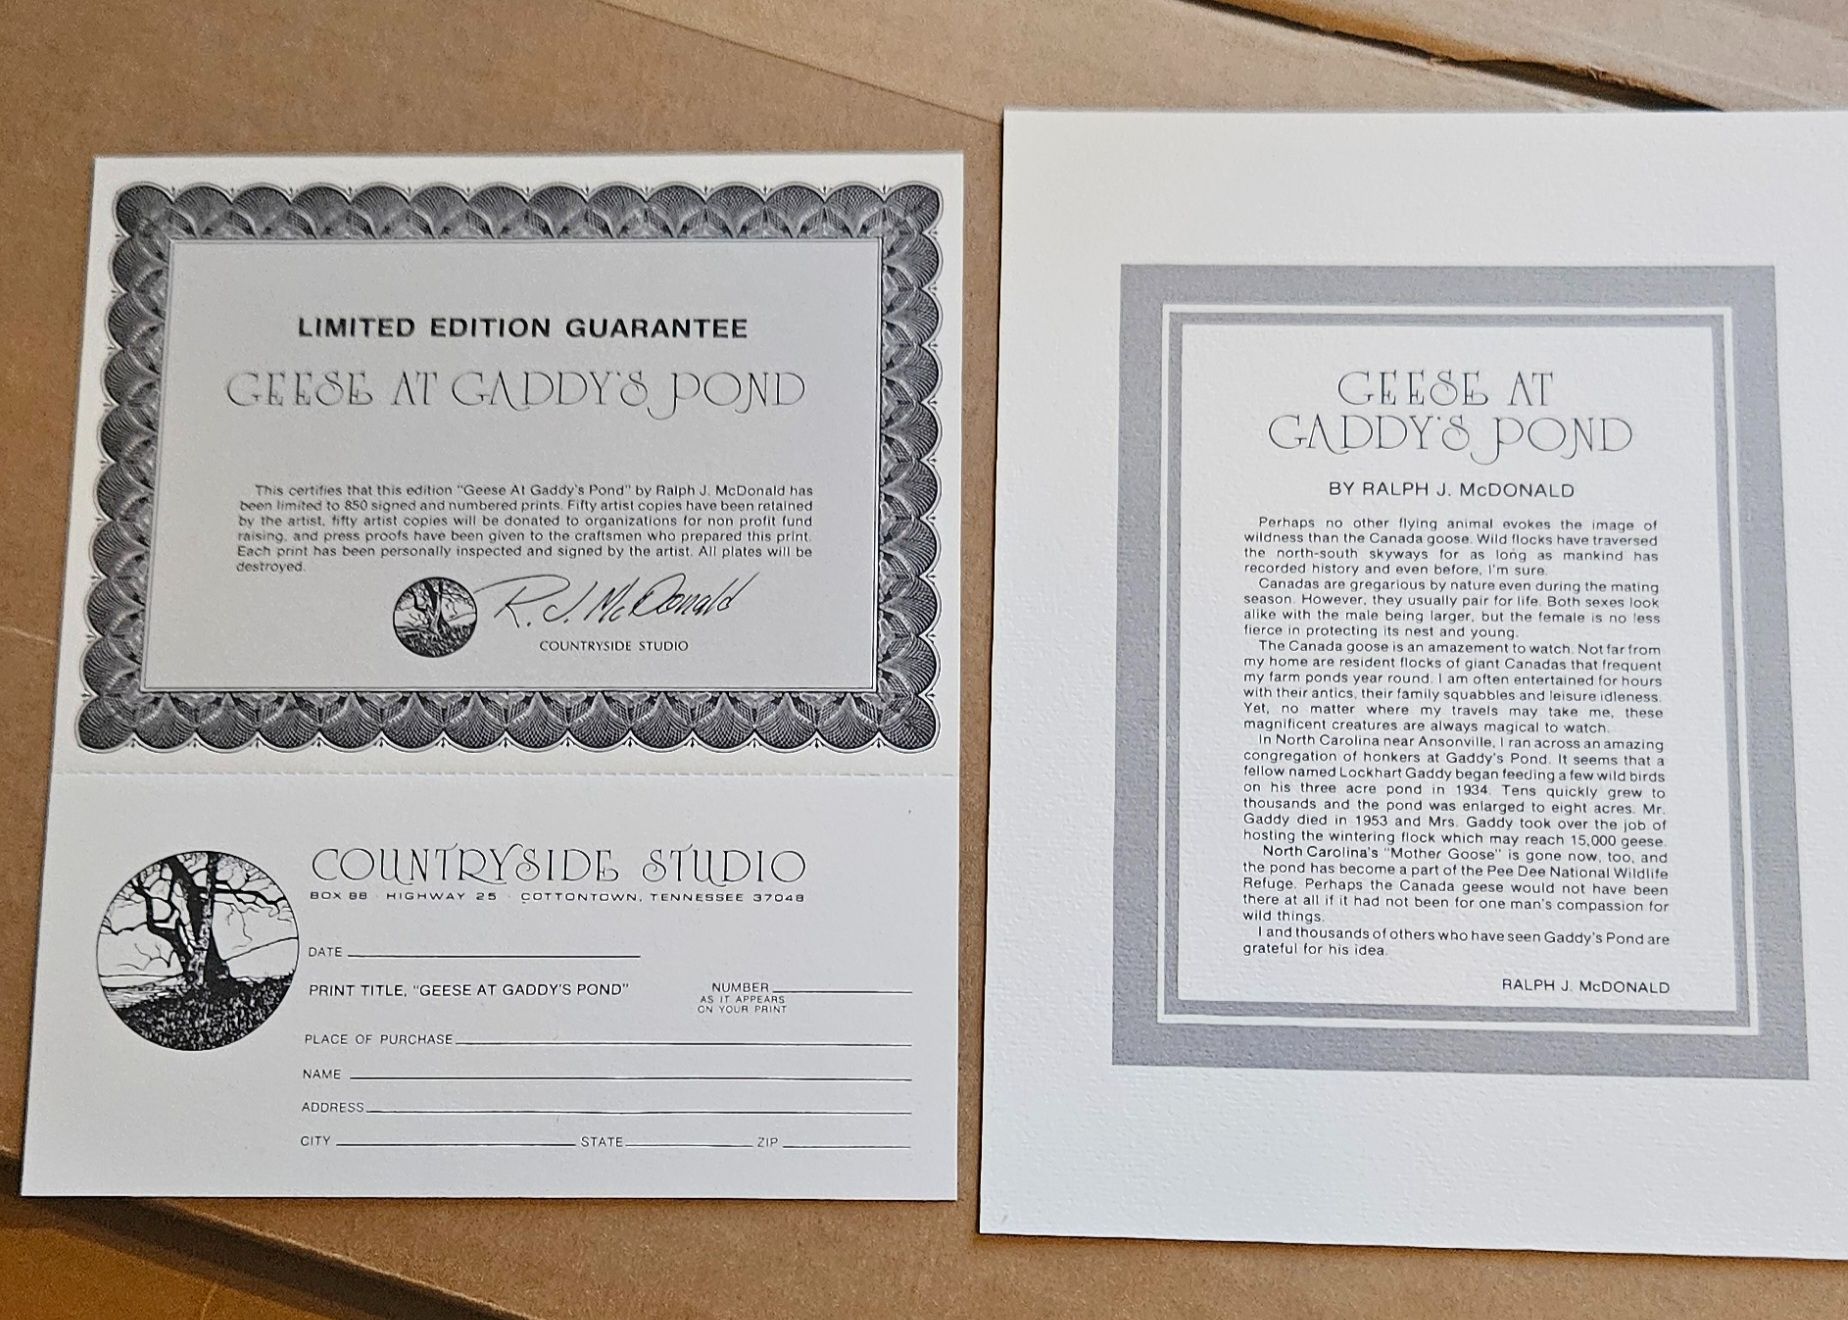 LIMITED EDITION GUARANTEE
GEESE AT GADDY'S POND
This certifies that this edition "Geese At Gaddy's Pond" by Ralph J. McDonald has
been limited to 850 signed and numbered prints. Fifty artist copies have been retained
by the artist, fifty artist copies will be donated to organizations for non profit fund
raising, and press proofs have been given to the craftsmen who prepared this print.
Each print has been personally inspected and signed by the artist. All plates will be
destroyed.
R. J. McDonald
COUNTRYSIDE STUDIO
COUNTRYSIDE STUDIO
BOX 88 · HIGHWAY 25 · COTTONTOWN, TENNESSEE 37048
DATE
PRINT TITLE, "GEESE AT GADDY'S POND"
NUMBER
AS IT APPEARS
ON YOUR PRINT
PLACE OF PURCHASE
NAME
ADDRESS
CITY STATE ZIP
GEESE AT
GADDY'S POND
BY RALPH J. McDONALD
Perhaps no other flying animal evokes the image of
wildness than the Canada goose. Wild flocks have traversed
the north-south skyways for as long as mankind has
recorded history and even before, I'm sure.
Canadas are gregarious by nature even during the mating
season. However, they usually pair for life. Both sexes look
alike with the male being larger, but the female is no less
fierce in protecting its nest and young.
The Canada goose is an amazement to watch. Not far from
my home are resident flocks of giant Canadas that frequent
my farm ponds year round. I am often entertained for hours
with their antics, their family squabbles and leisure idleness.
Yet, no matter where my travels may take me, these
magnificent creatures are always magical to watch.
In North Carolina near Ansonville, I ran across an amazing
congregation of honkers at Gaddy's Pond. It seems that a
fellow named Lockhart Gaddy began feeding a few wild birds
on his three acre pond in 1934. Tens quickly grew to
thousands and the pond was enlarged to eight acres. Mr.
Gaddy died in 1953 and Mrs. Gaddy took over the job of
hosting the wintering flock which may reach 15,000 geese.
North Carolina's "Mother Goose" is gone now, too, and
the pond has become a part of the Pee Dee National Wildlife
Refuge. Perhaps the Canada geese would not have been
there at all if it had not been for one man's compassion for
wild things.
I and thousands of others who have seen Gaddy's Pond are
grateful for his idea.
RALPH J. McDONALD